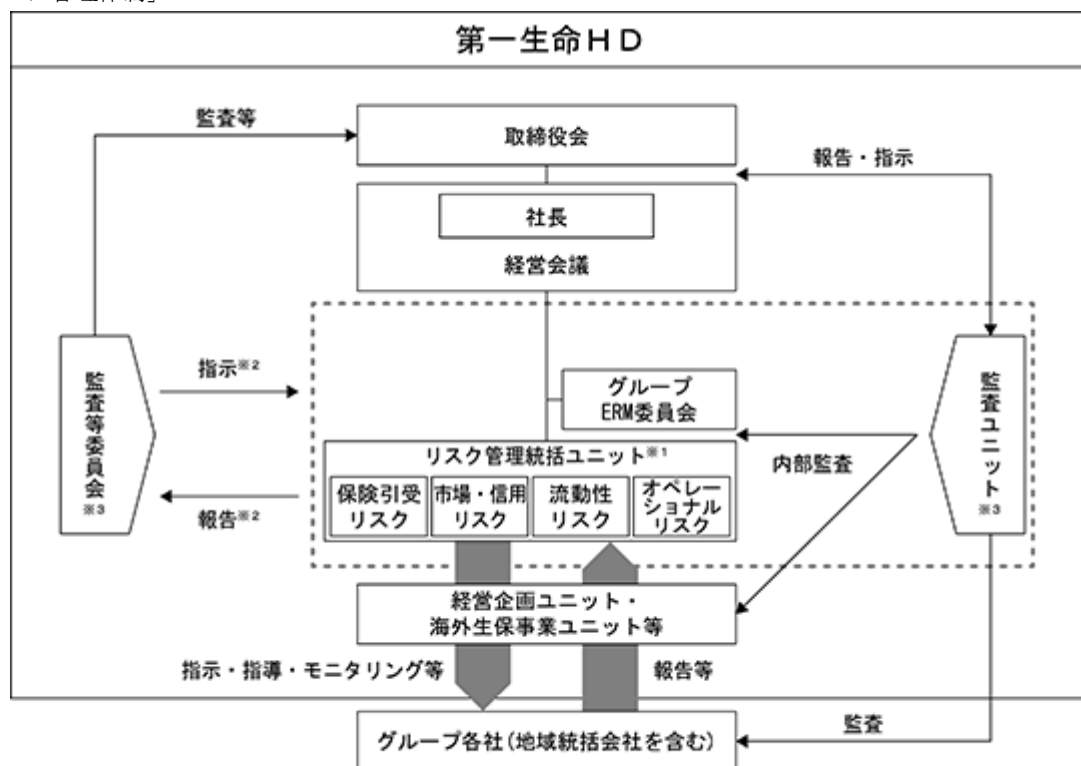 第一生命ＨＤ
監査等
取締役会
報告・指示
社長
経営会議
監査等委員会※3
指示※2
報告※2
グループ
ERM委員会
リスク管理統括ユニット※1
保険引受
リスク
市場・信用
リスク
流動性
リスク
オペレー
ショナル
リスク
内部監査
監査ユニット※3
経営企画ユニット・
海外生保事業ユニット等
指示・指導・モニタリング等
報告等
グループ各社(地域統括会社を含む)
監査